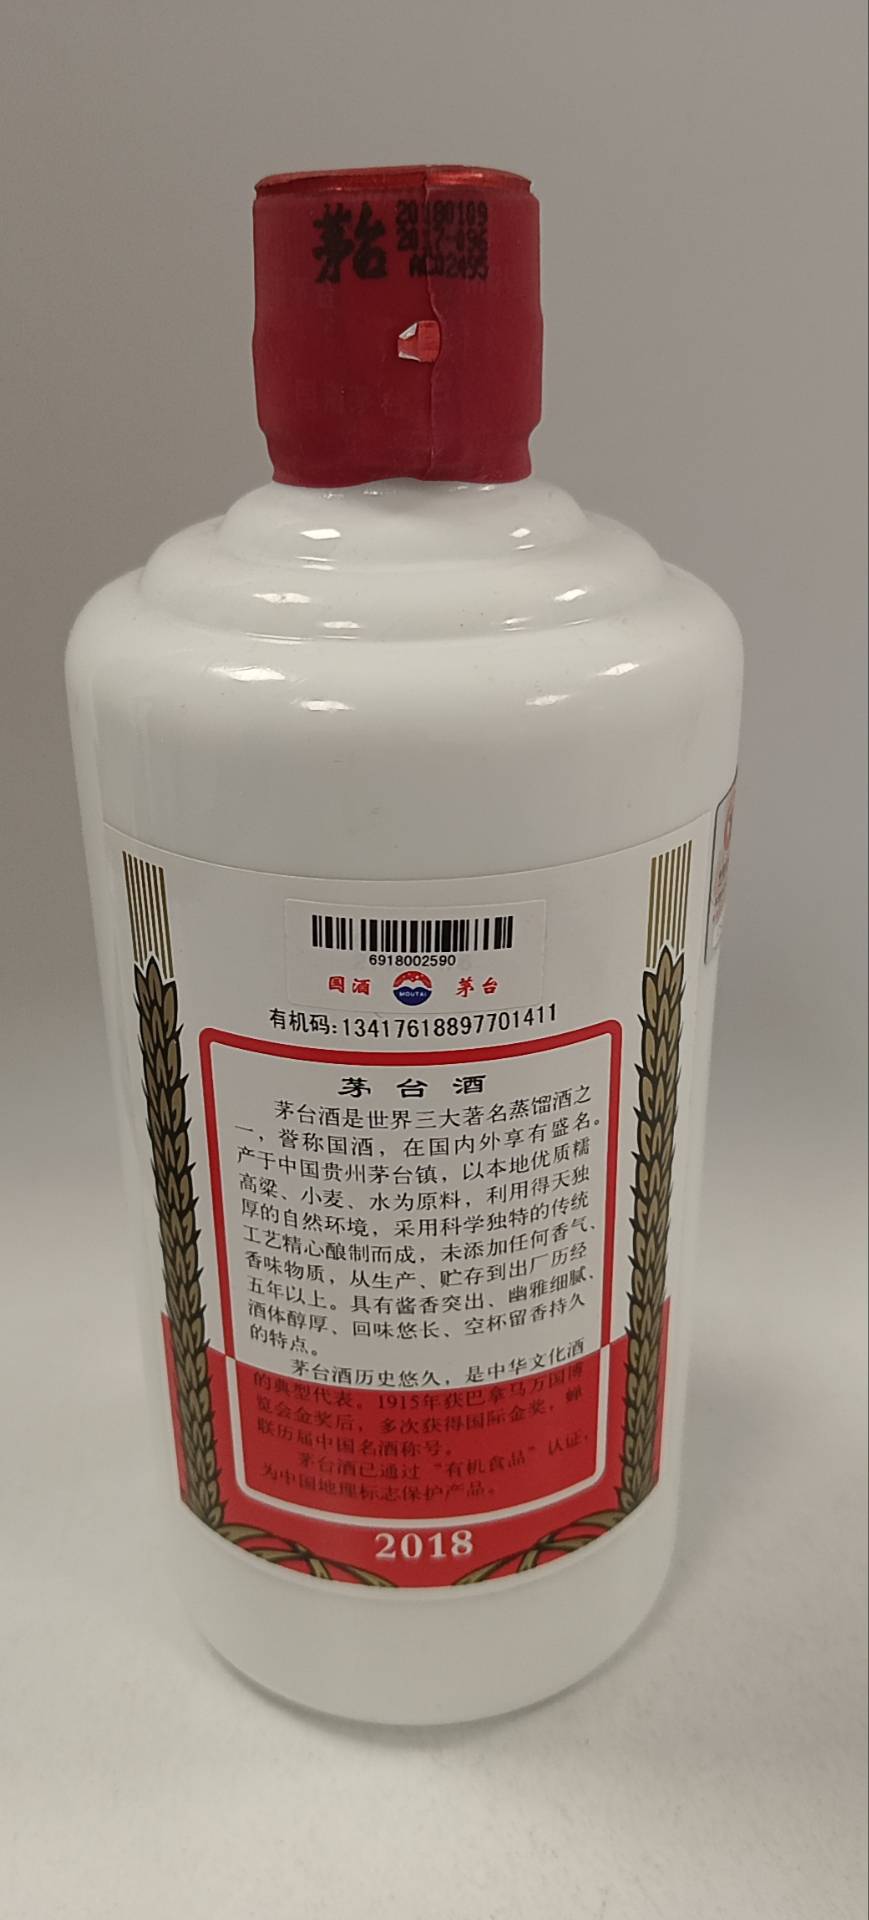 茅台
20180109
2017-096
AC02495
6918002590
国酒 MOUTAI 茅台
有机码:13417618897701411
茅台酒
茅台酒是世界三大著名蒸馏酒之
一，誉称国酒，在国内外享有盛名。
产于中国贵州茅台镇，以本地优质糯
高粱、小麦、水为原料，利用得天独
厚的自然环境，采用科学独特的传统
工艺精心酿制而成，未添加任何香气、
香味物质，从生产、贮存到出厂历经
五年以上。具有酱香突出、幽雅细腻、
酒体醇厚、回味悠长、空杯留香持久
的特点。
茅台酒历史悠久，是中华文化酒
的典型代表。1915年获巴拿马万国博
览会金奖后，多次获得国际金奖，蝉
联历届中国名酒称号。
茅台酒已通过“有机食品”认证，
为中国地理标志保护产品。
2018